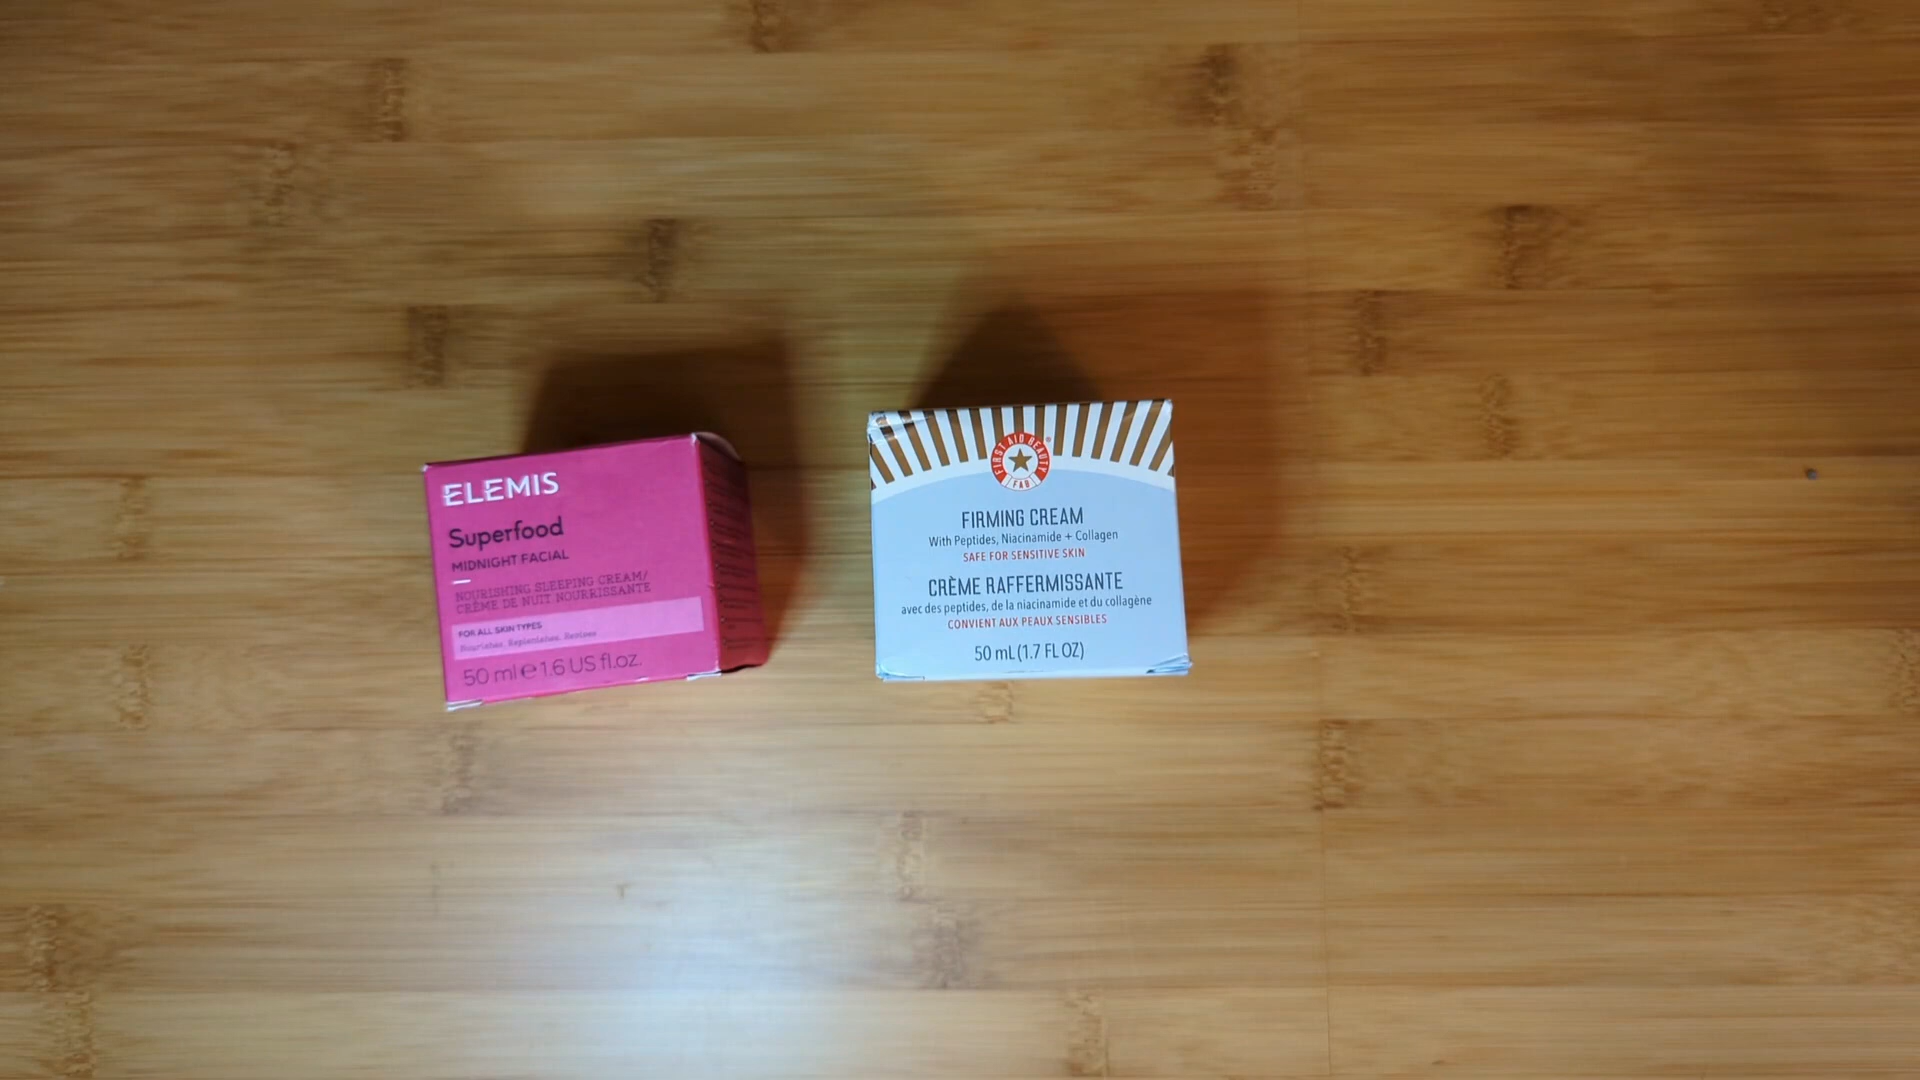 ELEMIS
Superfood
MIDNIGHT FACIAL
NOURISHING SLEEPING CREAM/
CRÈME DE NUIT NOURRISSANTE
FOR ALL SKIN TYPES
Nourishes. Replenishes. Revives
50 ml e 1.6 US fl.oz.
FIRST AID BEAUTY
FAB
FIRMING CREAM
With Peptides, Niacinamide + Collagen
SAFE FOR SENSITIVE SKIN
CRÈME RAFFERMISSANTE
avec des peptides, de la niacinamide et du collagène
CONVIENT AUX PEAUX SENSIBLES
50 mL (1.7 FL OZ)